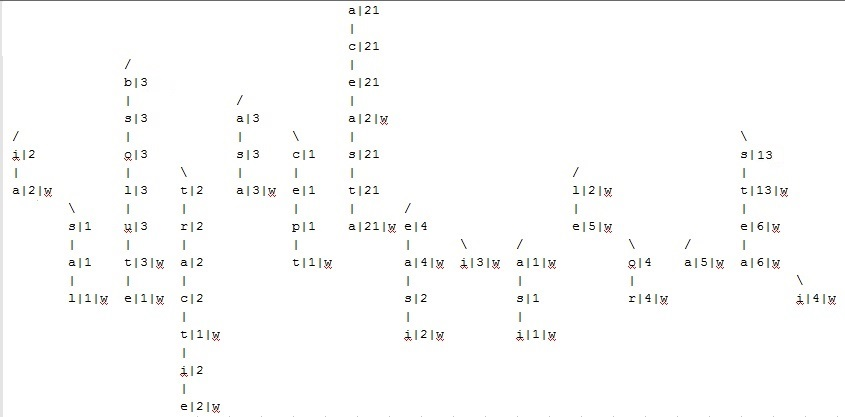 a|21
|
c|21
/ |
b|3 e|21
| / |
s|3 a|3 a|2|w
/ | | \ | \
i|2 o|3 s|3 c|1 s|21 s|13
| | \ | | | / |
a|2|w l|3 t|2 a|3|w e|1 t|21 l|2|w t|13|w
\ | | | | / | |
s|1 u|3 r|2 p|1 a|21|w e|4 e|5|w e|6|w
| | | | | \ / \ / |
a|1 t|3|w a|2 t|1|w a|4|w i|3|w a|1|w o|4 a|5|w a|6|w
| | | | | | \
l|1|w e|1|w c|2 s|2 s|1 r|4|w i|4|w
| | |
t|1|w i|2|w i|1|w
|
i|2
|
e|2|w